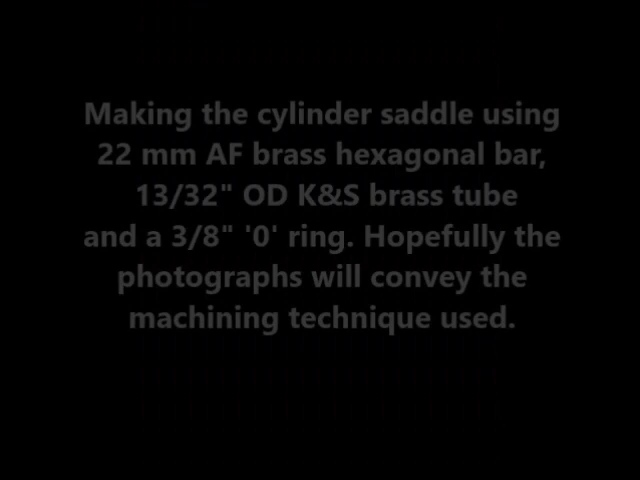 Making the cylinder saddle using
22 mm AF brass hexagonal bar,
13/32" OD K&S brass tube
and a 3/8" '0' ring. Hopefully the
photographs will convey the
machining technique used.